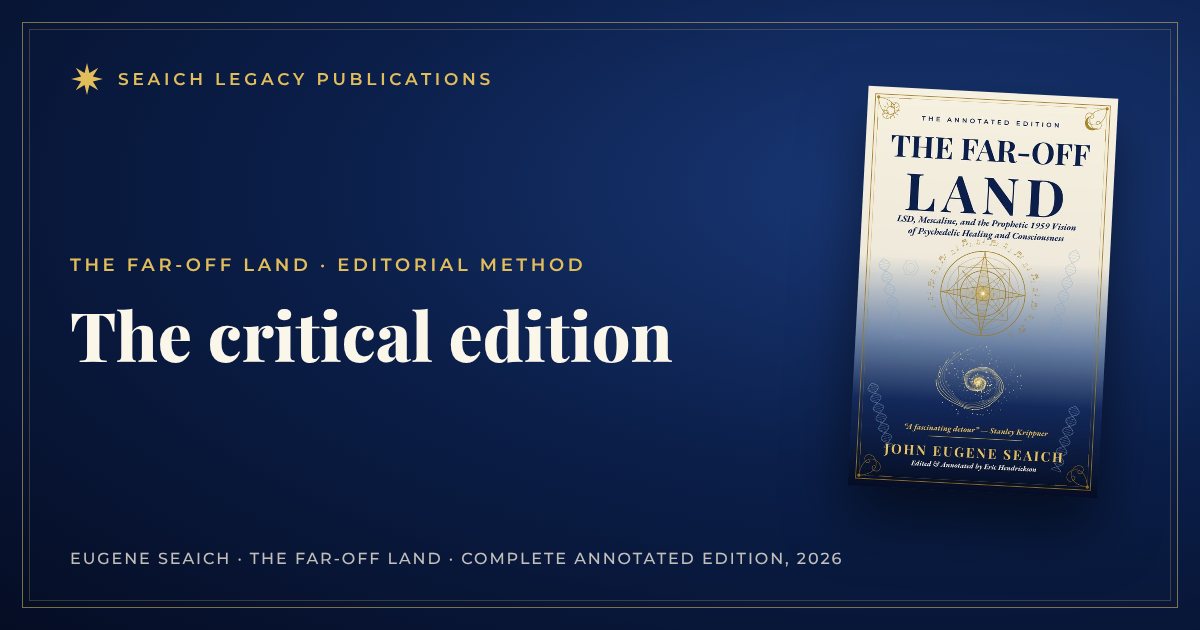 SEAICH LEGACY PUBLICATIONS
THE FAR-OFF LAND · EDITORIAL METHOD
The critical edition
EUGENE SEAICH · THE FAR-OFF LAND · COMPLETE ANNOTATED EDITION, 2026
THE ANNOTATED EDITION
THE FAR-OFF
LAND
LSD, Mescaline, and the Prophetic 1959 Vision
of Psychedelic Healing and Consciousness
"A fascinating detour" — Stanley Krippner
JOHN EUGENE SEAICH
Edited & Annotated by Eric Hendrickson